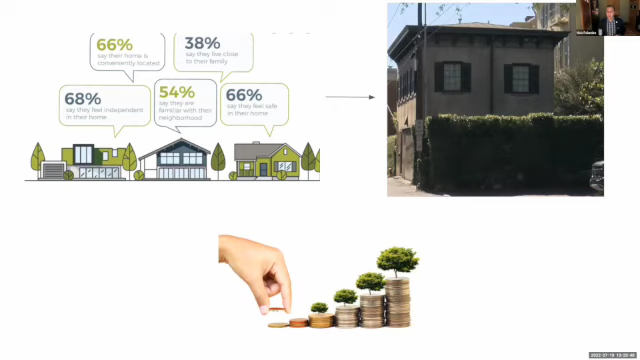 66%
say their home is
conveniently located
38%
say they live close
to their family
68%
say they feel independent
in their home
54%
say they are
familiar with their
neighborhood
66%
say they feel safe
in their home